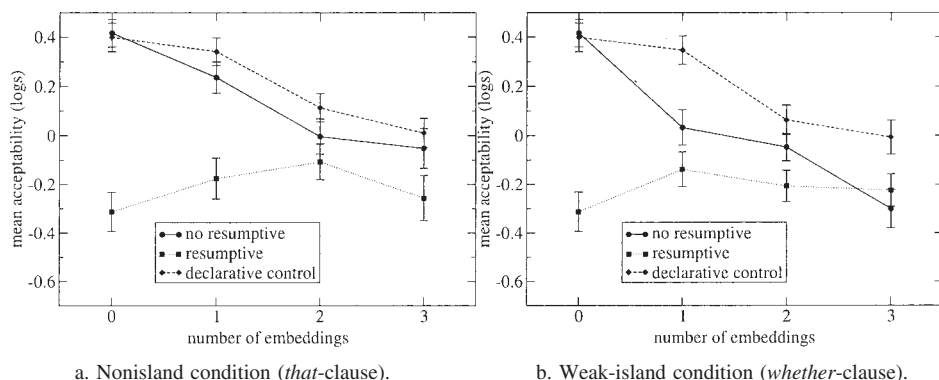 mean acceptability (logs)
0.4
0.2
0
-0.2
-0.4
-0.6
no resumptive
resumptive
declarative control
0
1
2
3
number of embeddings
a. Nonisland condition (that-clause).
mean acceptability (logs)
0.4
0.2
0
-0.2
-0.4
-0.6
no resumptive
resumptive
declarative control
0
1
2
3
number of embeddings
b. Weak-island condition (whether-clause).